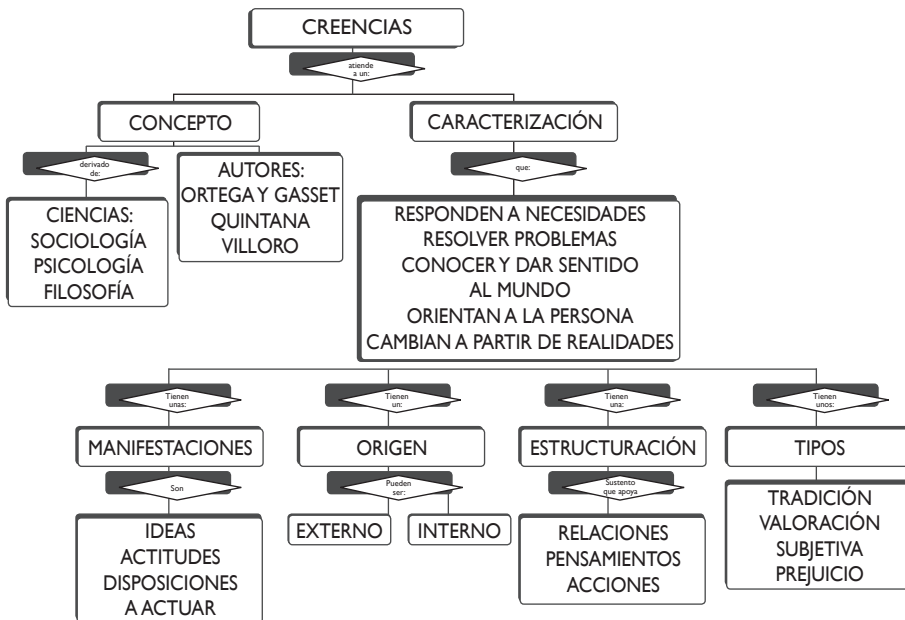 CREENCIAS
atiende
a un:
CONCEPTO
CARACTERIZACIÓN
derivado
de:
que:
CIENCIAS:
SOCIOLOGÍA
PSICOLOGÍA
FILOSOFÍA
AUTORES:
ORTEGA Y GASSET
QUINTANA
VILLORO
RESPONDEN A NECESIDADES
RESOLVER PROBLEMAS
CONOCER Y DAR SENTIDO
AL MUNDO
ORIENTAN A LA PERSONA
CAMBIAN A PARTIR DE REALIDADES
Tienen
unas:
MANIFESTACIONES
Son
IDEAS
ACTITUDES
DISPOSICIONES
A ACTUAR
Tienen
un:
ORIGEN
Pueden
ser:
EXTERNO
INTERNO
Tienen
una:
ESTRUCTURACIÓN
Sustento
que apoya
RELACIONES
PENSAMIENTOS
ACCIONES
Tienen
unos:
TIPOS
TRADICIÓN
VALORACIÓN
SUBJETIVA
PREJUICIO